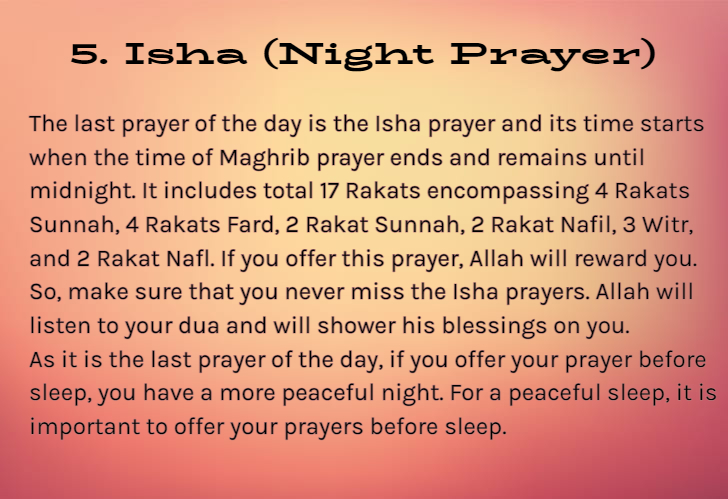 5. Isha (Night Prayer)
The last prayer of the day is the Isha prayer and its time starts
when the time of Maghrib prayer ends and remains until
midnight. It includes total 17 Rakats encompassing 4 Rakats
Sunnah, 4 Rakats Fard, 2 Rakat Sunnah, 2 Rakat Nafil, 3 Witr,
and 2 Rakat Nafl. If you offer this prayer, Allah will reward you.
So, make sure that you never miss the Isha prayers. Allah will
listen to your dua and will shower his blessings on you.
As it is the last prayer of the day, if you offer your prayer before
sleep, you have a more peaceful night. For a peaceful sleep, it is
important to offer your prayers before sleep.